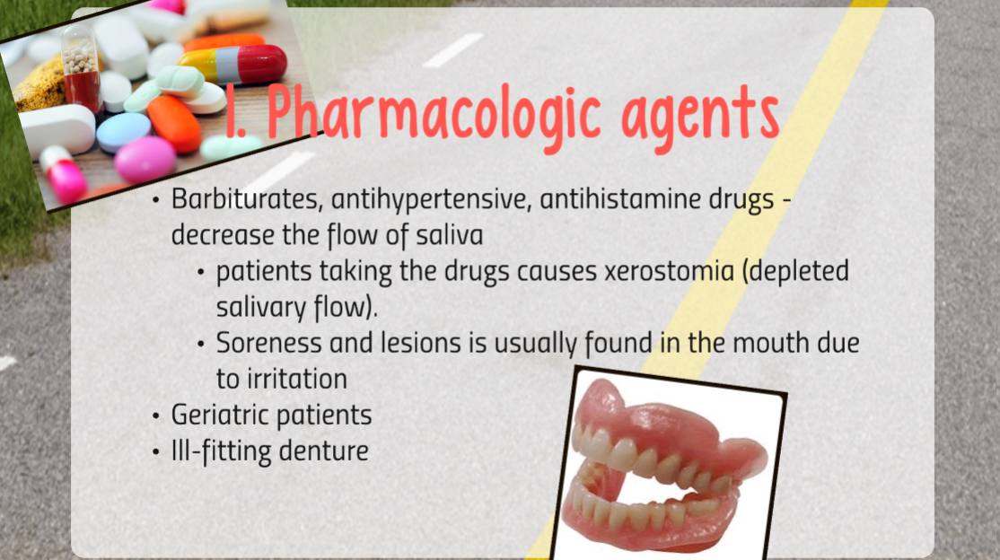 I. Pharmacologic agents
• Barbiturates, antihypertensive, antihistamine drugs -
decrease the flow of saliva
• patients taking the drugs causes xerostomia (depleted
salivary flow).
• Soreness and lesions is usually found in the mouth due
to irritation
• Geriatric patients
• Ill-fitting denture